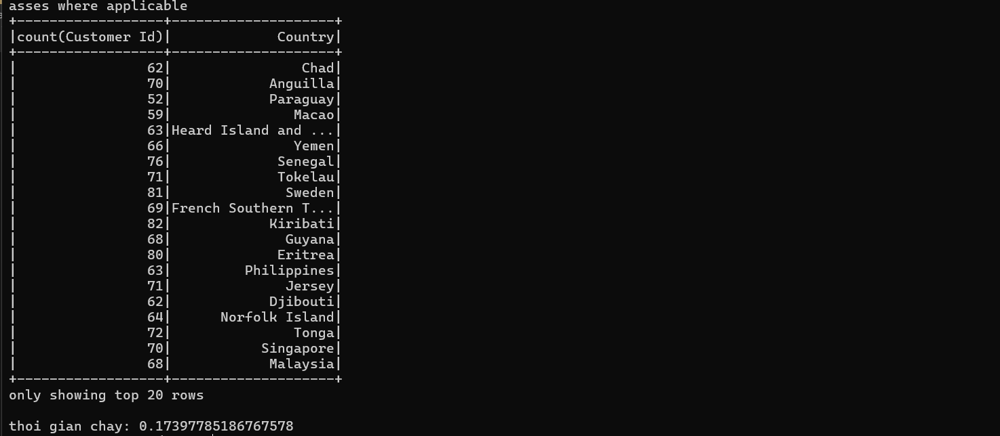 asses where applicable
+------------------+--------------------+
|count(Customer Id)|             Country|
+------------------+--------------------+
|                62|                Chad|
|                70|            Anguilla|
|                52|            Paraguay|
|                59|               Macao|
|                63|Heard Island and ...|
|                66|               Yemen|
|                76|             Senegal|
|                71|             Tokelau|
|                81|              Sweden|
|                69|French Southern T...|
|                82|            Kiribati|
|                68|              Guyana|
|                80|             Eritrea|
|                63|         Philippines|
|                71|              Jersey|
|                62|            Djibouti|
|                64|      Norfolk Island|
|                72|               Tonga|
|                70|           Singapore|
|                68|            Malaysia|
+------------------+--------------------+
only showing top 20 rows
thoi gian chay: 0.17397785186767578